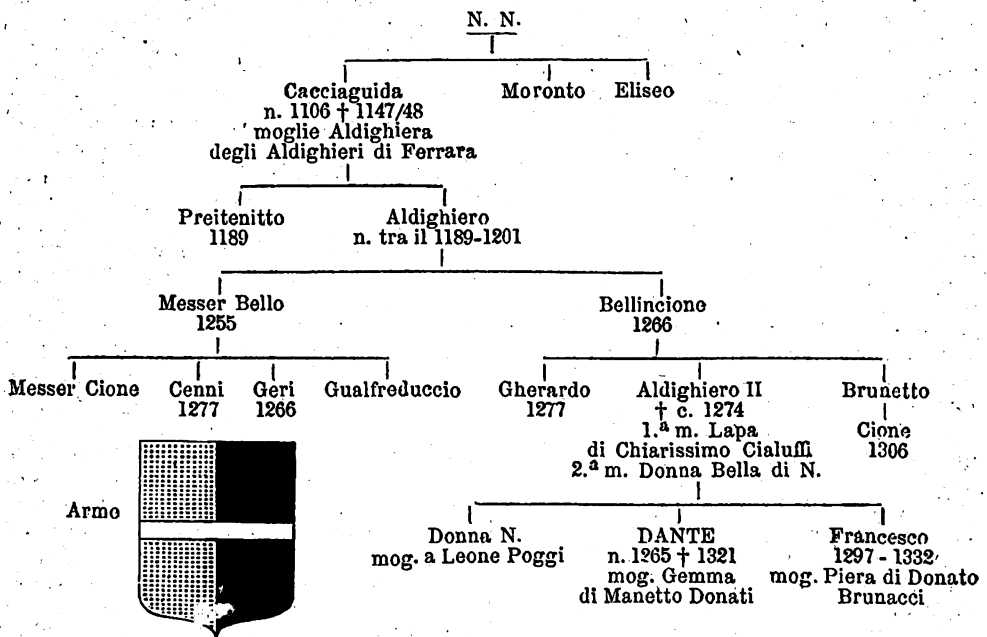 N. N.
Cacciaguida
n. 1106 † 1147/48
moglie Aldighiera
degli Aldighieri di Ferrara
Moronto
Eliseo
Preitenitto
1189
Aldighiero
n. tra il 1189-1201
Messer Bello
1255
Bellincione
1266
Messer Cione
Cenni
1277
Geri
1266
Gualfreduccio
Gherardo
1277
Aldighiero II
† c. 1274
1.ª m. Lapa
di Chiarissimo Cialuffi
2.ª m. Donna Bella di N.
Brunetto
Cione
1306
Arme
Donna N.
mog. a Leone Poggi
DANTE
n. 1265 † 1321
mog. Gemma
di Manetto Donati
Francesco
1297 - 1332
mog. Piera di Donato
Brunacci